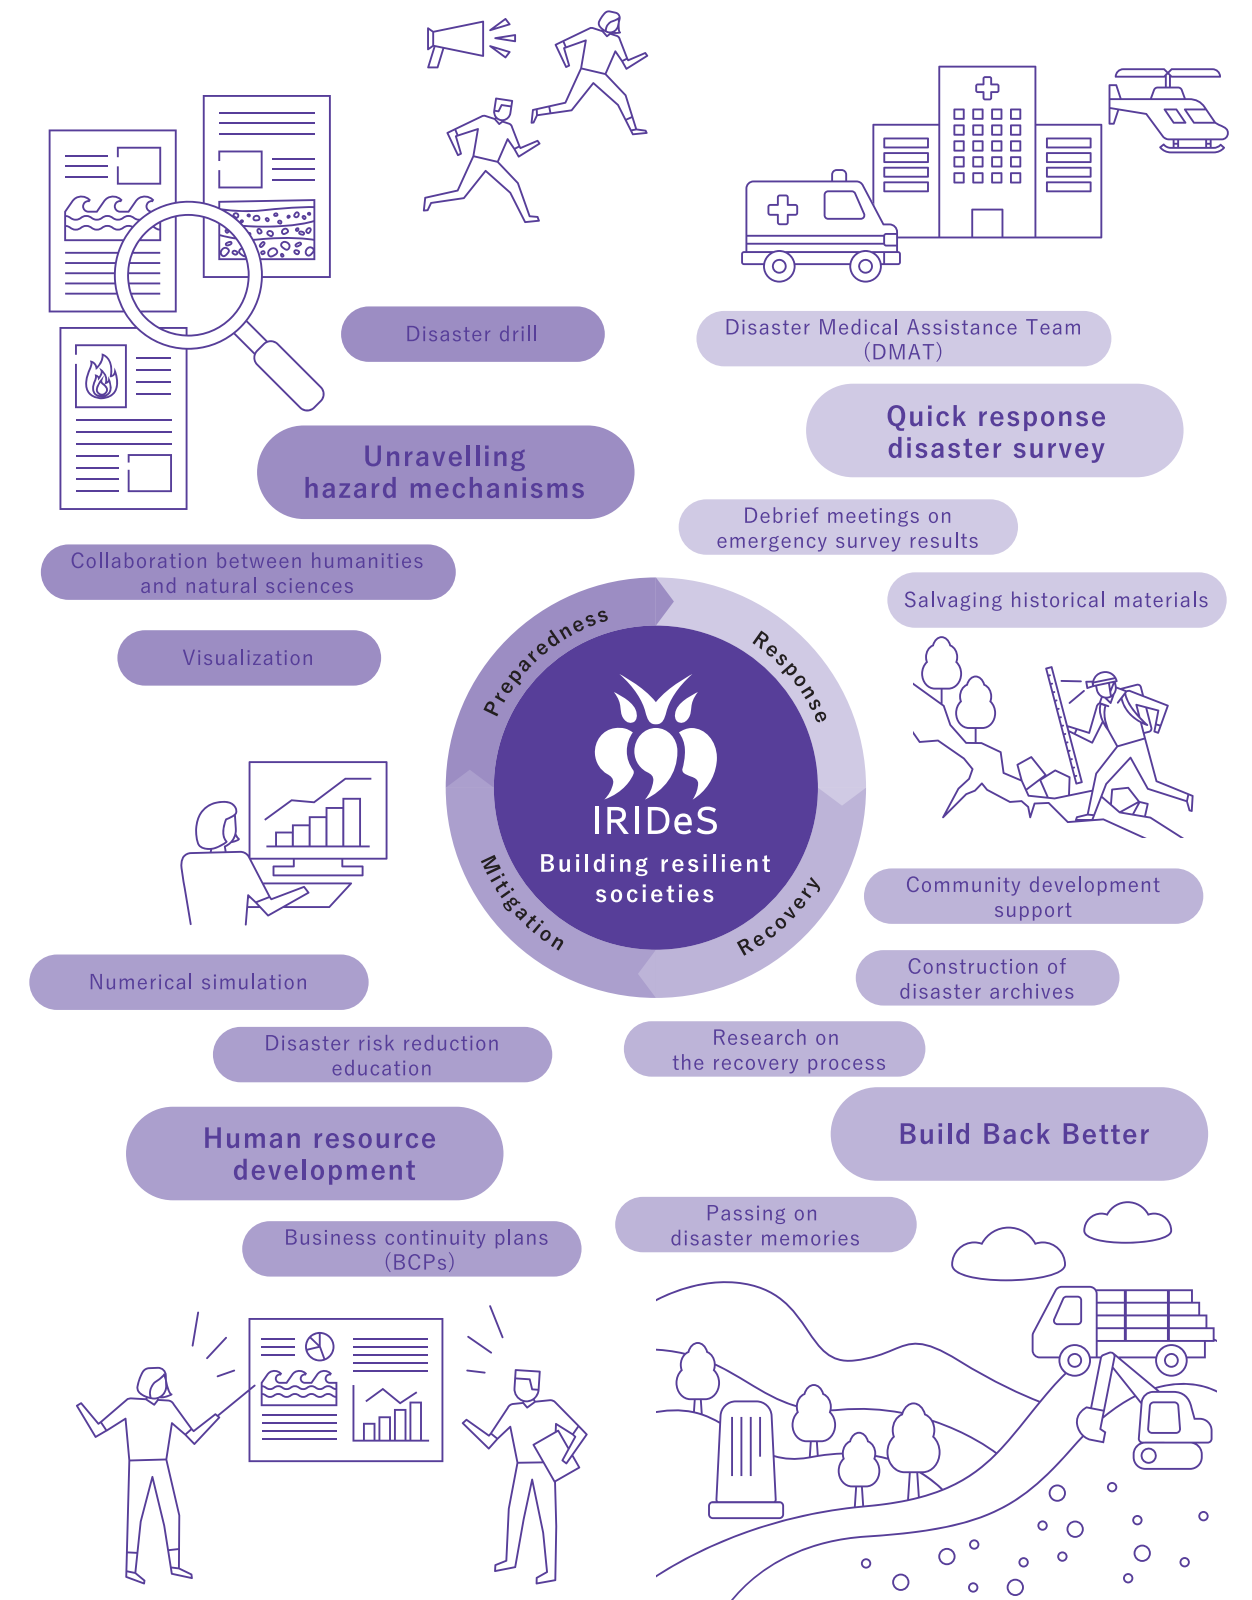 Disaster drill
Disaster Medical Assistance Team
(DMAT)
Unravelling
hazard mechanisms
Quick response
disaster survey
Debrief meetings on
emergency survey results
Collaboration between humanities
and natural sciences
Salvaging historical materials
Visualization
Preparedness
Response
IRIDeS
Building resilient
societies
Mitigation
Recovery
Community development
support
Numerical simulation
Construction of
disaster archives
Disaster risk reduction
education
Research on
the recovery process
Human resource
development
Build Back Better
Business continuity plans
(BCPs)
Passing on
disaster memories